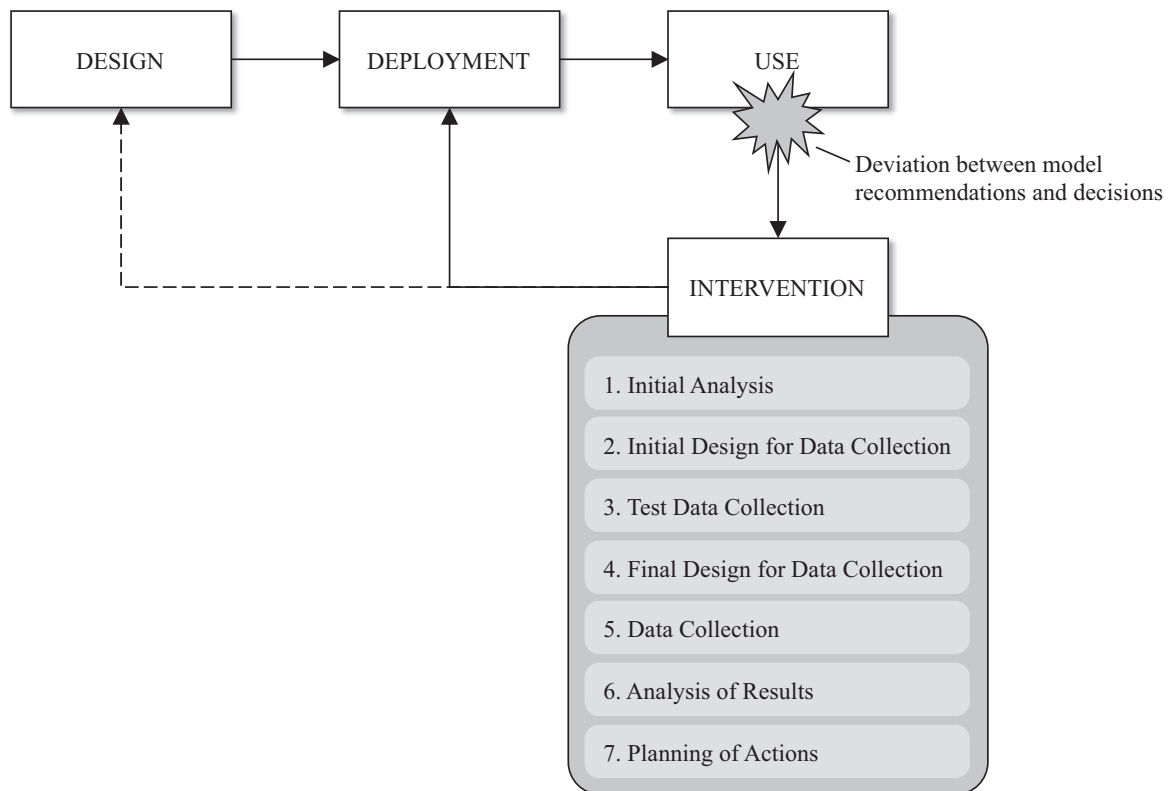 DESIGN
DEPLOYMENT
USE
Deviation between model
recommendations and decisions
INTERVENTION
1. Initial Analysis
2. Initial Design for Data Collection
3. Test Data Collection
4. Final Design for Data Collection
5. Data Collection
6. Analysis of Results
7. Planning of Actions